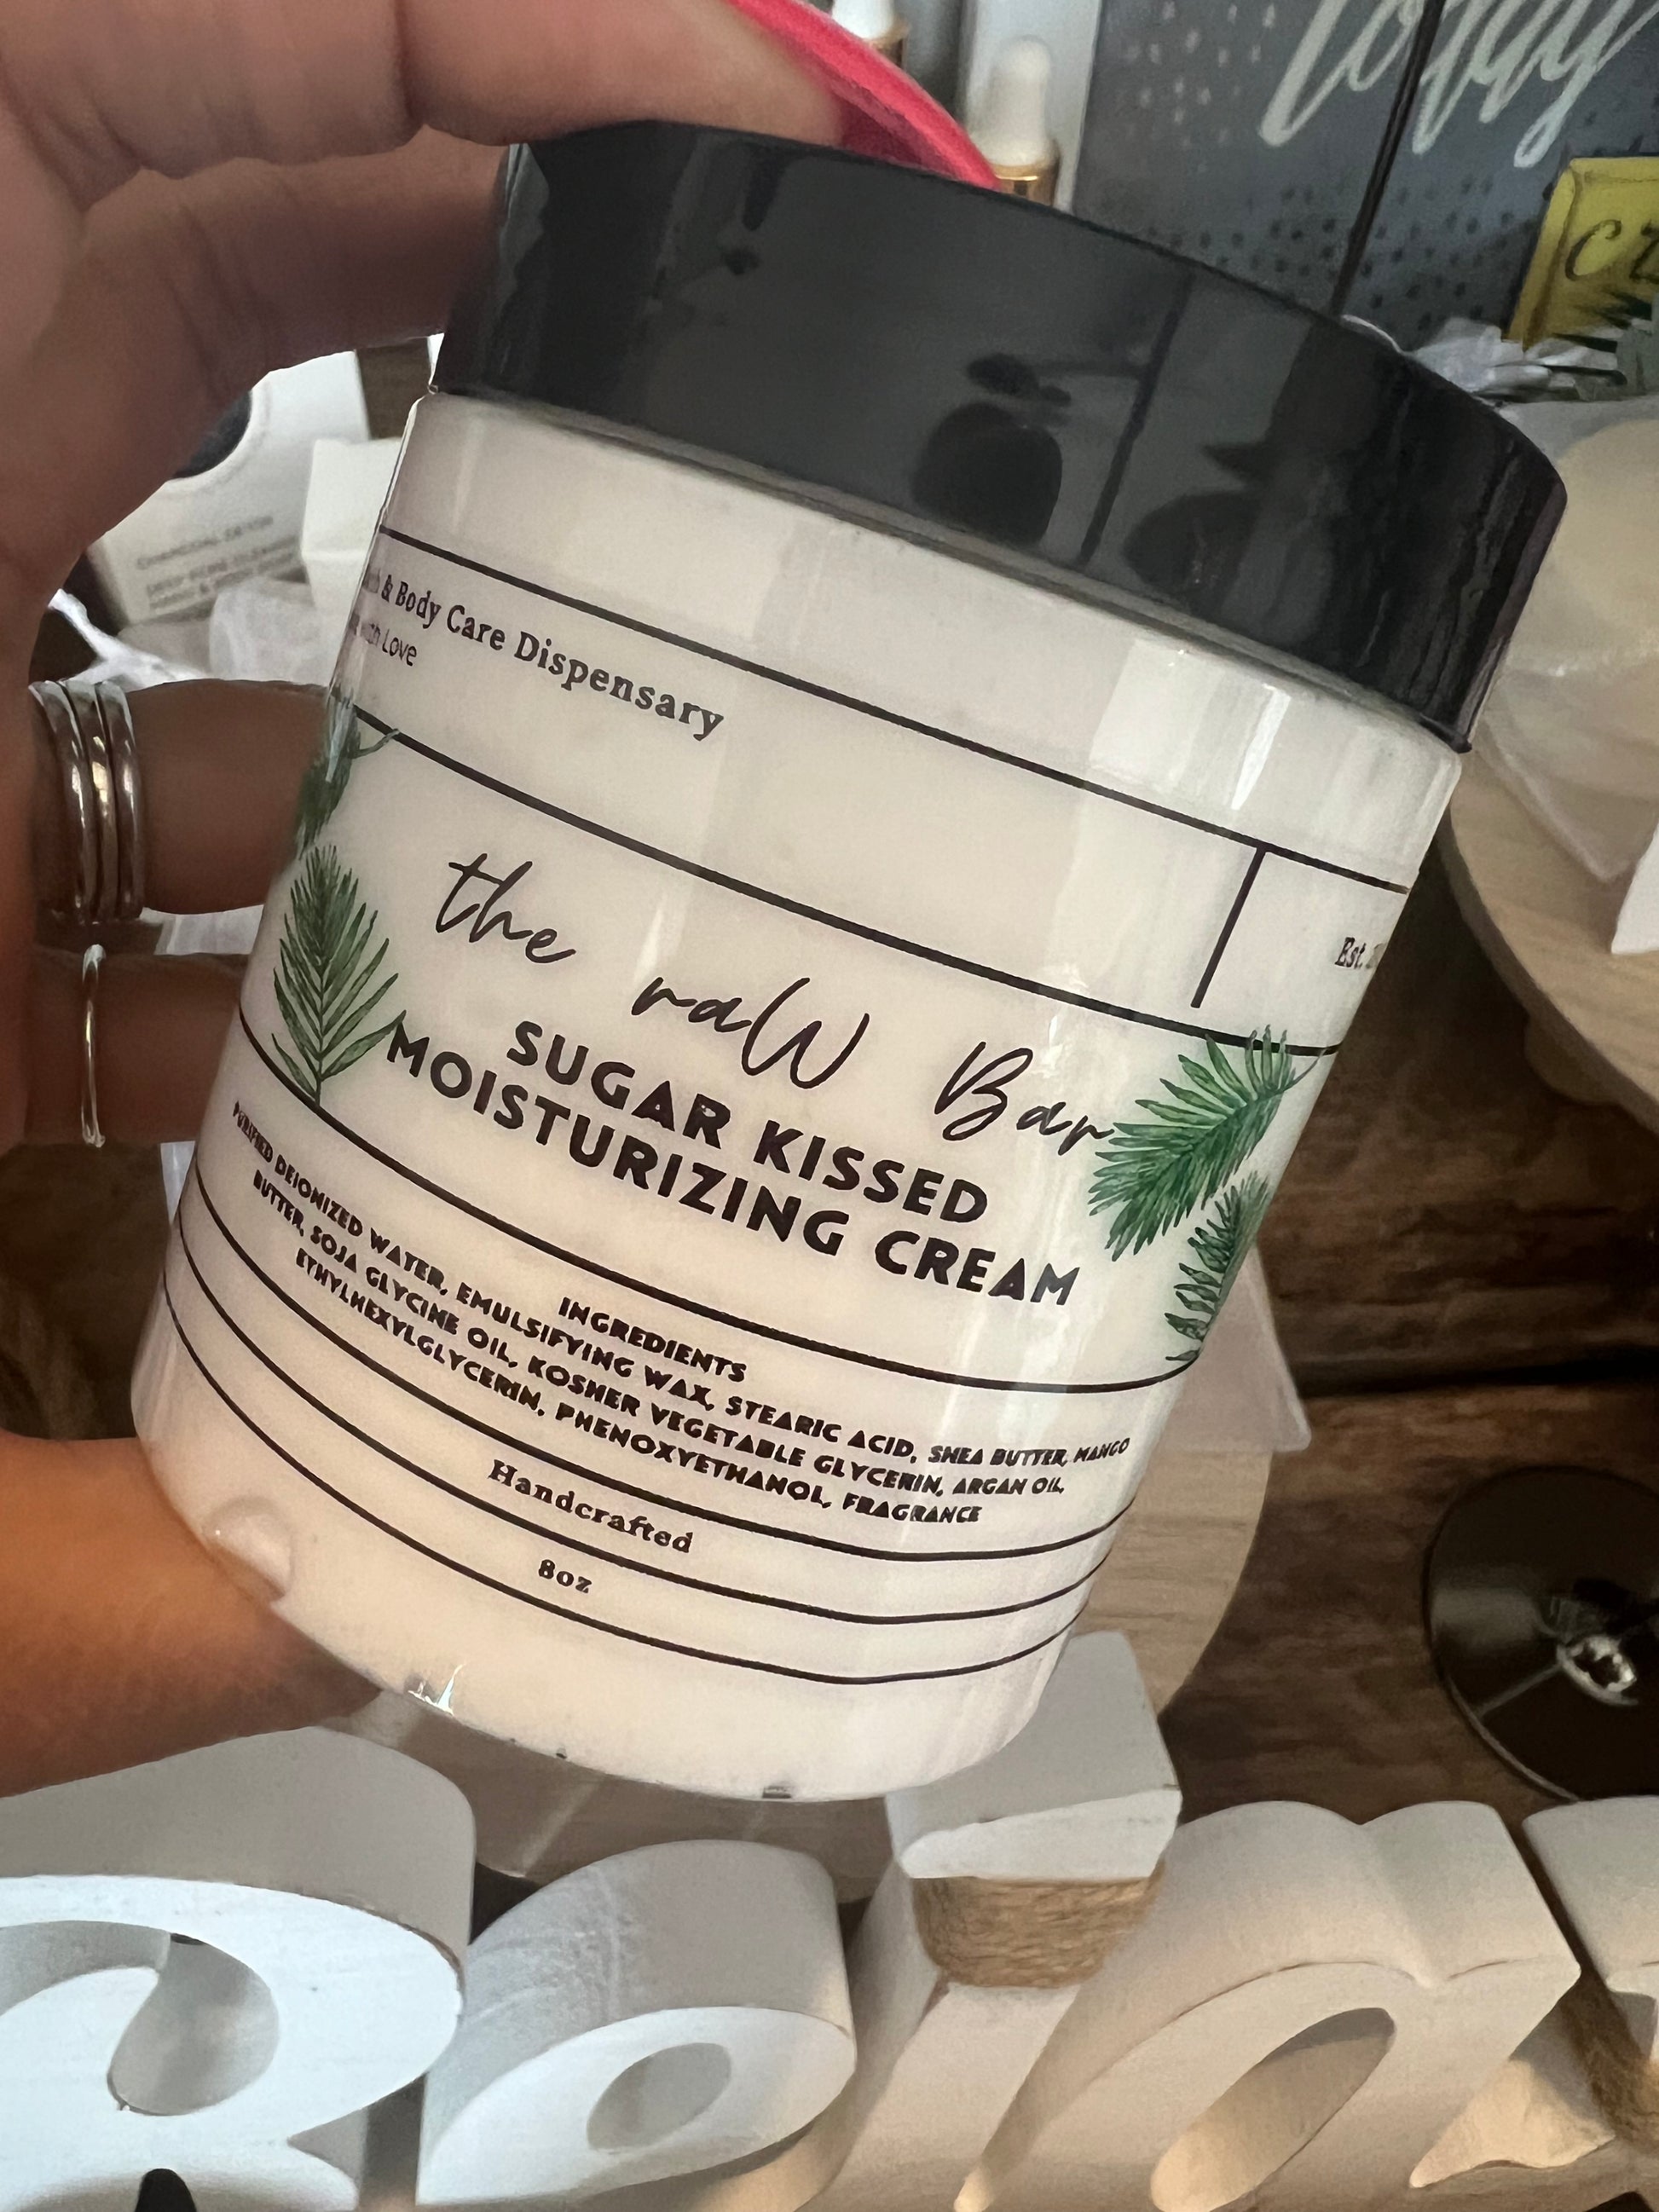 & Body Care Dispensary
with Love
Est.
the raW Bar
SUGAR KISSED
MOISTURIZING CREAM
INGREDIENTS
PURIFIED DEIONIZED WATER, EMULSIFYING WAX, STEARIC ACID, SHEA BUTTER, MANGO
BUTTER, SOJA GLYCINE OIL, KOSHER VEGETABLE GLYCERIN, ARGAN OIL,
ETHYLHEXYLGLYCERIN, PHENOXYETHANOL, FRAGRANCE
Handcrafted
8oz
CHARCOAL DETOX